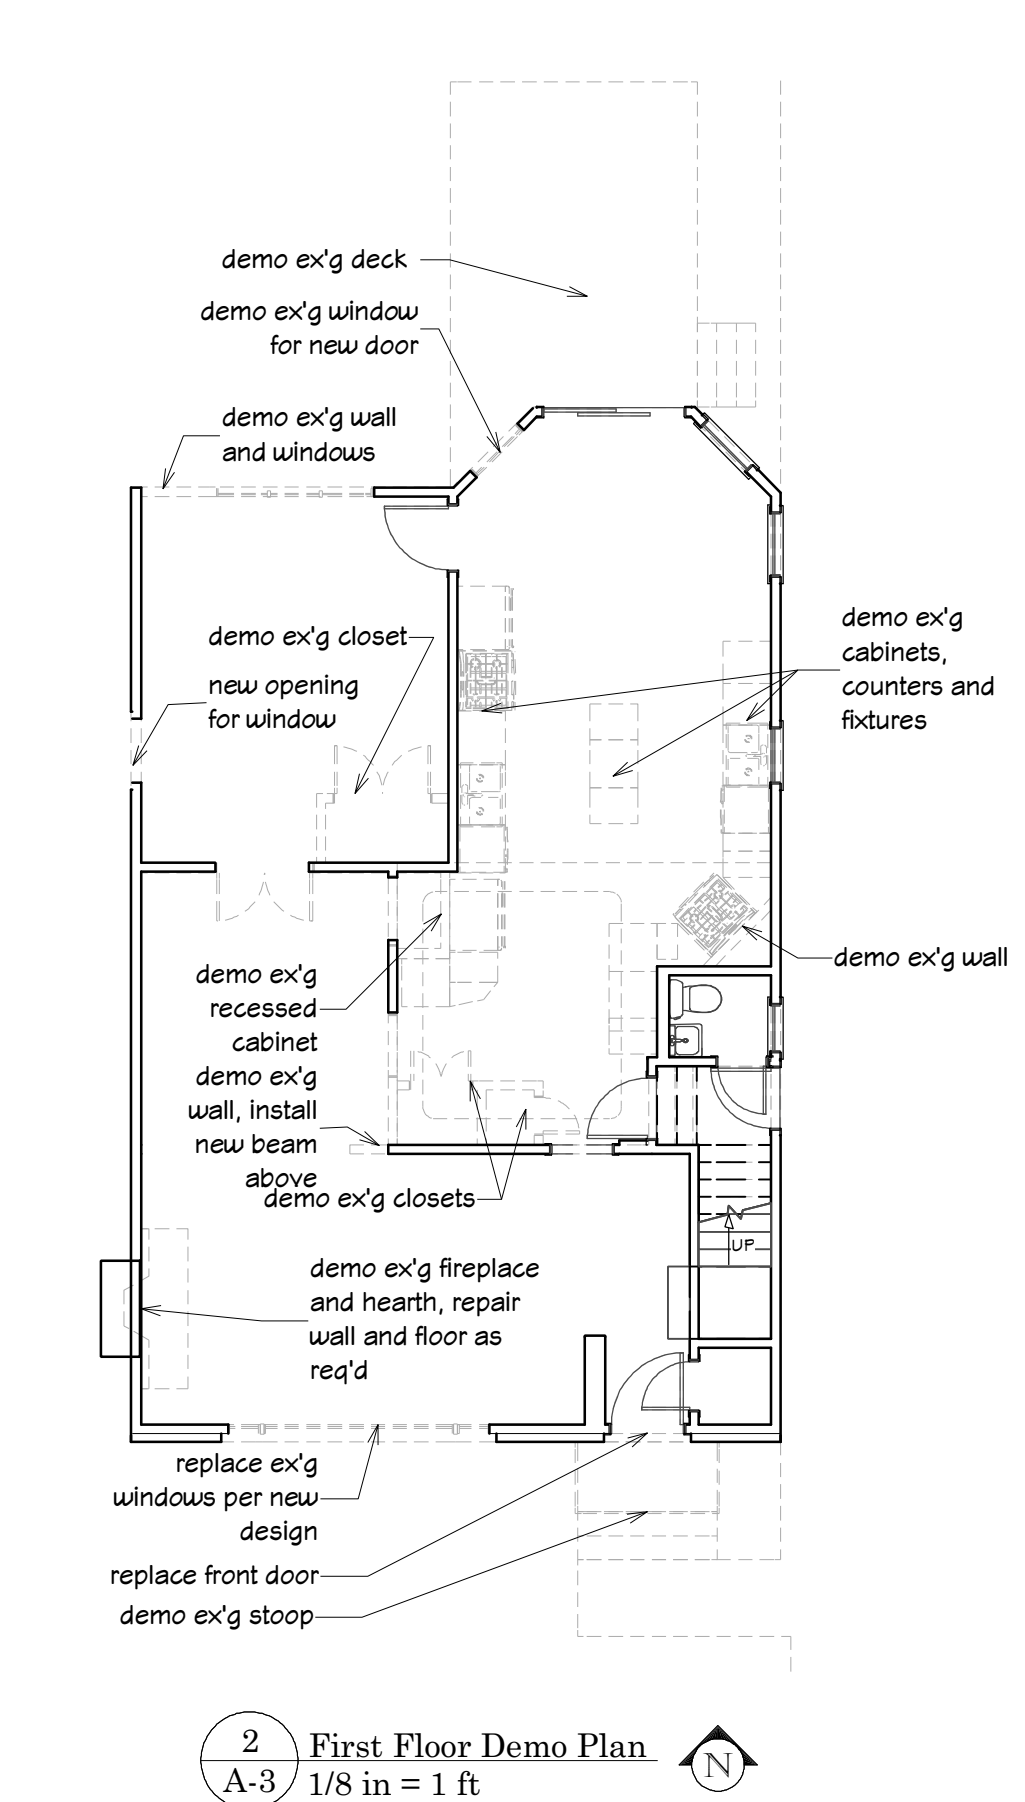 demo ex'g deck
demo ex'g window
for new door
demo ex'g wall
and windows
demo ex'g closet
new opening
for window
demo ex'g
cabinets,
counters and
fixtures
demo ex'g wall
demo ex'g
recessed
cabinet
demo ex'g
wall, install
new beam
above
demo ex'g closets
UP
demo ex'g fireplace
and hearth, repair
wall and floor as
req'd
replace ex'g
windows per new
design
replace front door
demo ex'g stoop
2
A-3
First Floor Demo Plan
1/8 in = 1 ft
N